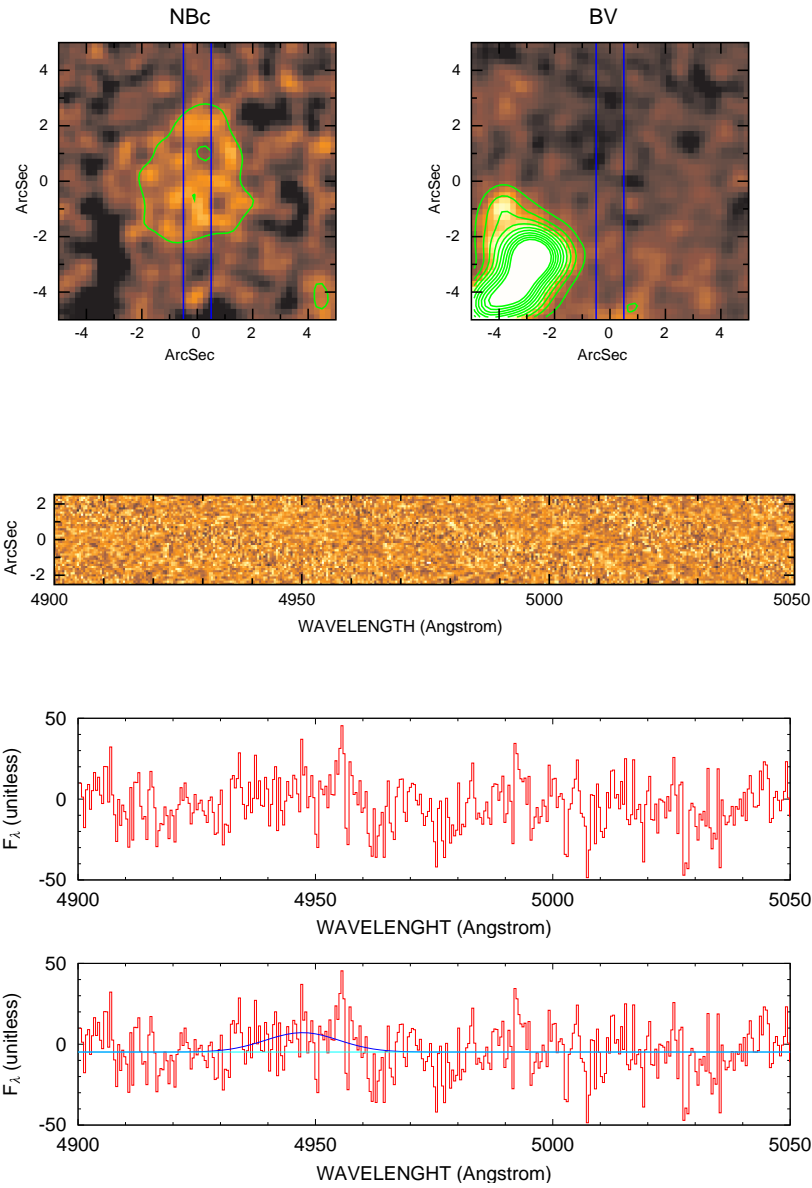 NBc
BV
4
2
0
-2
-4
ArcSec
-4 -2 0 2 4
ArcSec
4
2
0
-2
-4
ArcSec
-4 -2 0 2 4
ArcSec
2
0
-2
ArcSec
4900 4950 5000 5050
WAVELENGTH (Angstrom)
50
0
-50
Fλ (unitless)
4900 4950 5000 5050
WAVELENGHT (Angstrom)
50
0
-50
Fλ (unitless)
4900 4950 5000 5050
WAVELENGHT (Angstrom)